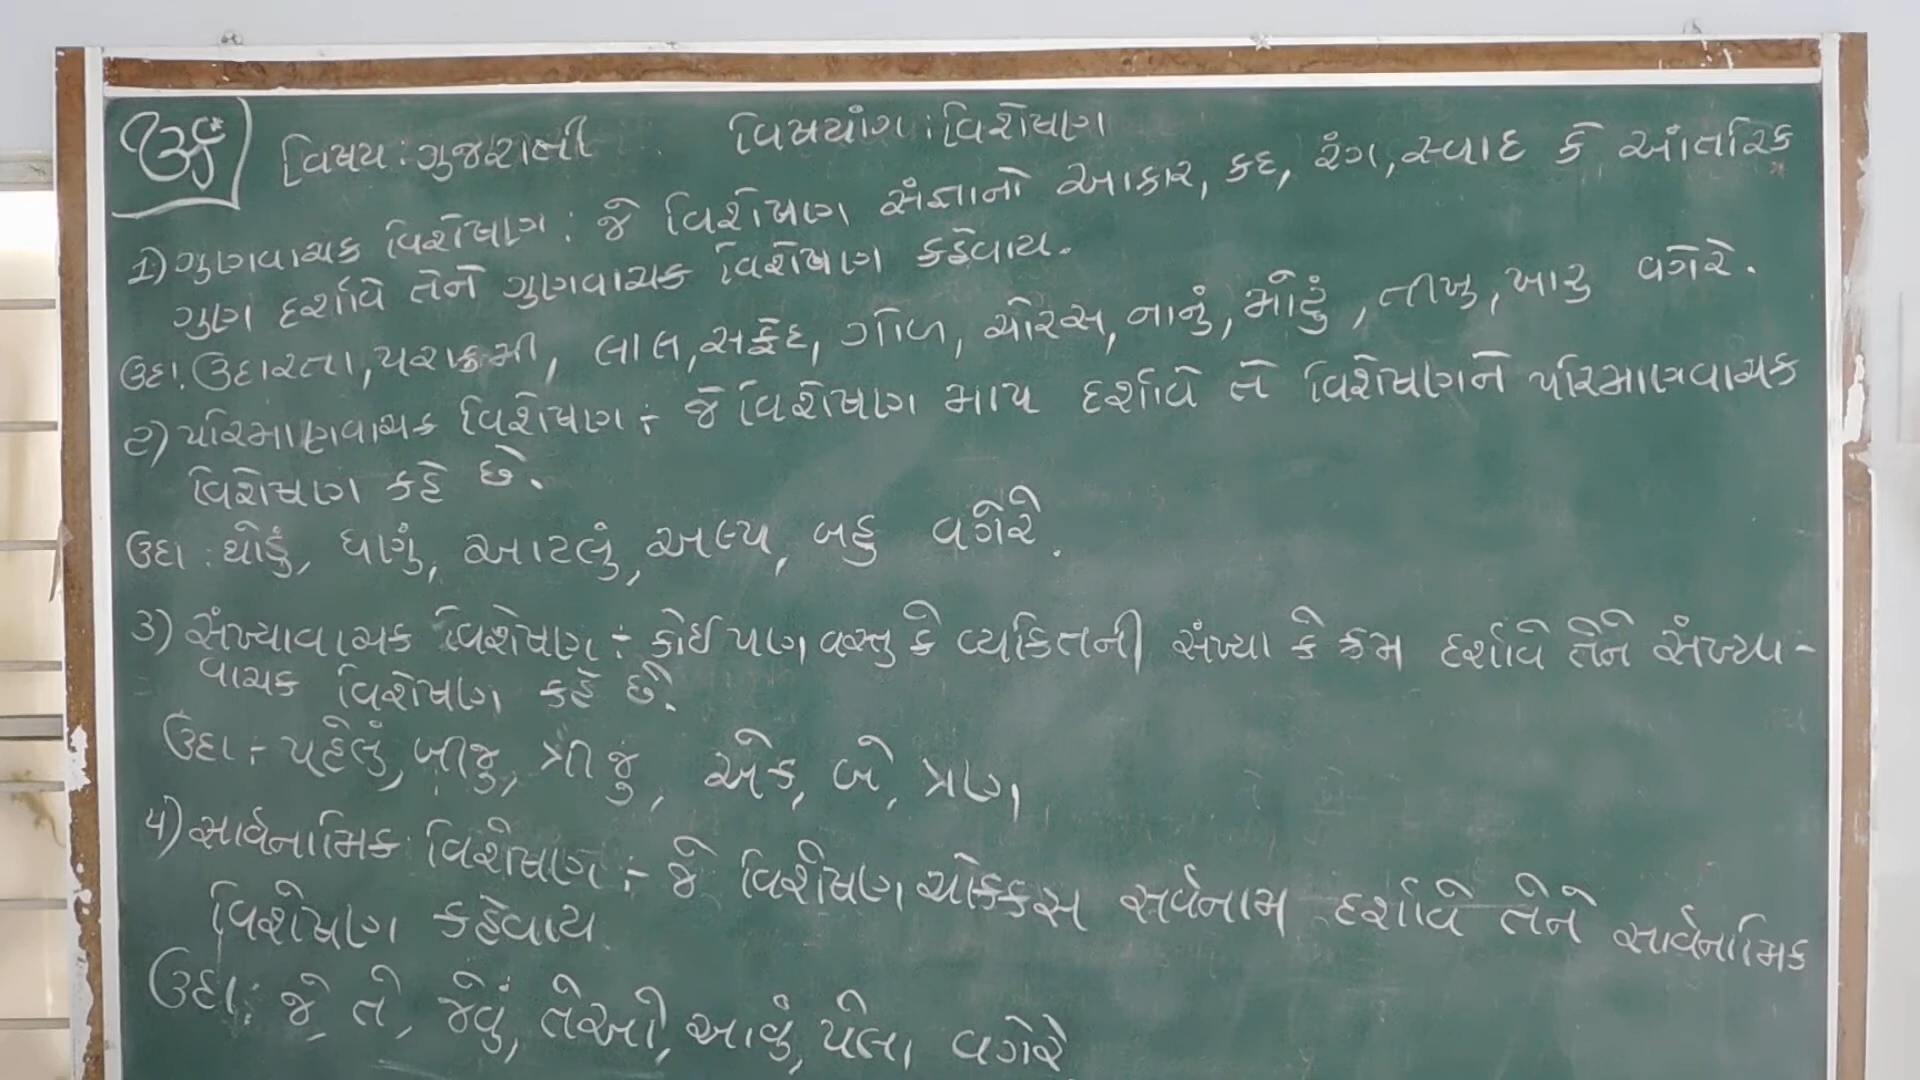 ૐ
વિષય : ગુજરાતી વિષયાંગ : વિશેષણ
1) ગુણવાચક વિશેષણ : જે વિશેષણ સંજ્ઞાનો આકાર, કદ, રંગ, સ્વાદ કે આંતરિક
ગુણ દર્શાવે તેને ગુણવાચક વિશેષણ કહેવાય.
ઉદા. ઉદારતા, પરાક્રમી, લાલ, સફેદ, ગોળ, ચોરસ, નાનું, મોટું, તીખુ, ખારુ વગેરે.
૨) પરિમાણવાચક વિશેષણ ÷ જે વિશેષણ માપ દર્શાવે તે વિશેષણને પરિમાણવાચક
વિશેષણ કહે છે.
ઉદા : થોડું, ઘણું, આટલું, અલ્પ, બહુ વગેરે.
3) સંખ્યાવાચક વિશેષણ ÷ કોઈ પણ વસ્તુ કે વ્યકિતની સંખ્યા કે ક્રમ દર્શાવે તેને સંખ્યા-
વાચક વિશેષણ કહે છે.
ઉદા ÷ પહેલું, બીજુ, ત્રીજુ, એક, બે, ત્રણ,
4) સાર્વનામિક વિશેષણ ÷ જે વિશેષણ ચોકકસ સર્વનામ દર્શાવે તેને સાર્વનામિક
વિશેષણ કહેવાય
ઉદા : જે, તે, જેવું, તેઓ, આવું, પેલા વગેરે